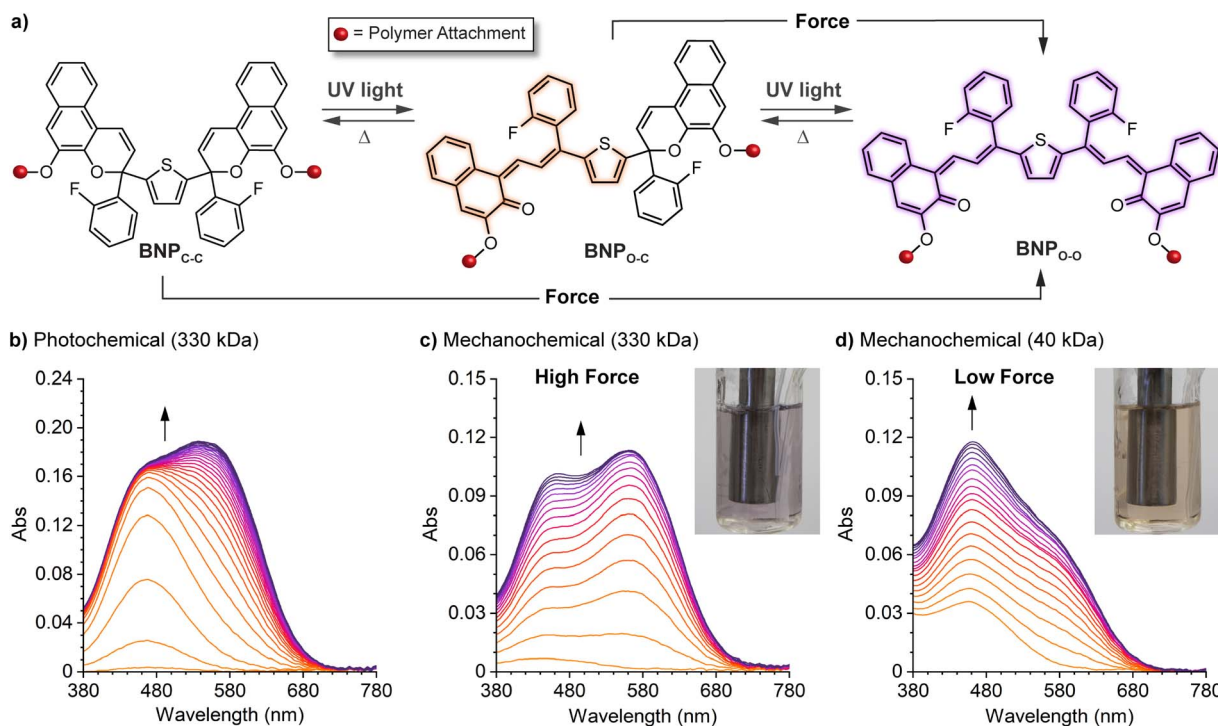 a)
= Polymer Attachment
Force
UV light
Δ
UV light
Δ
O
O
F
F
O
O
F
O
O
S
O
O
F
S
F
F
O
O
S
O
O
BNPC-C
BNPO-C
BNPO-O
Force
b) Photochemical (330 kDa)
0.24
0.20
0.16
0.12
0.08
0.04
0
Abs
380 480 580 680 780
Wavelength (nm)
c) Mechanochemical (330 kDa)
High Force
0.15
0.12
0.09
0.06
0.03
0
Abs
380 480 580 680 780
Wavelength (nm)
d) Mechanochemical (40 kDa)
Low Force
0.15
0.12
0.09
0.06
0.03
0
Abs
380 480 580 680 780
Wavelength (nm)